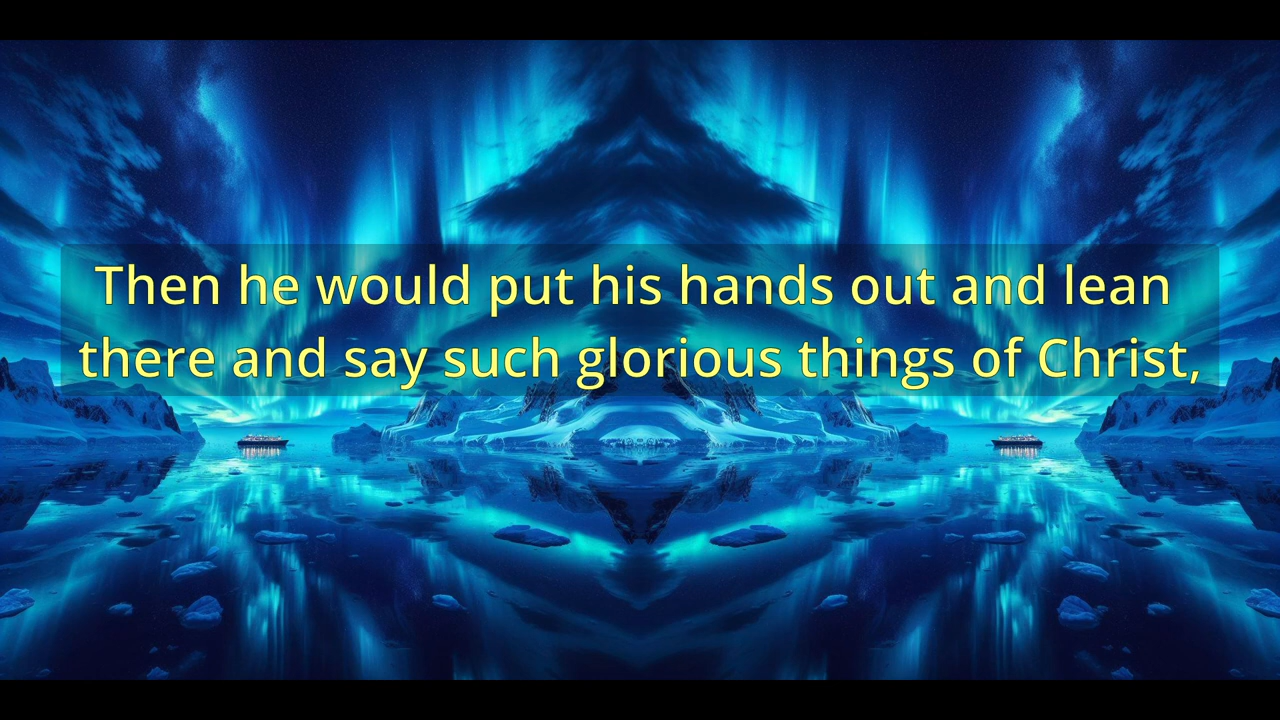 Then he would put his hands out and lean
there and say such glorious things of Christ,